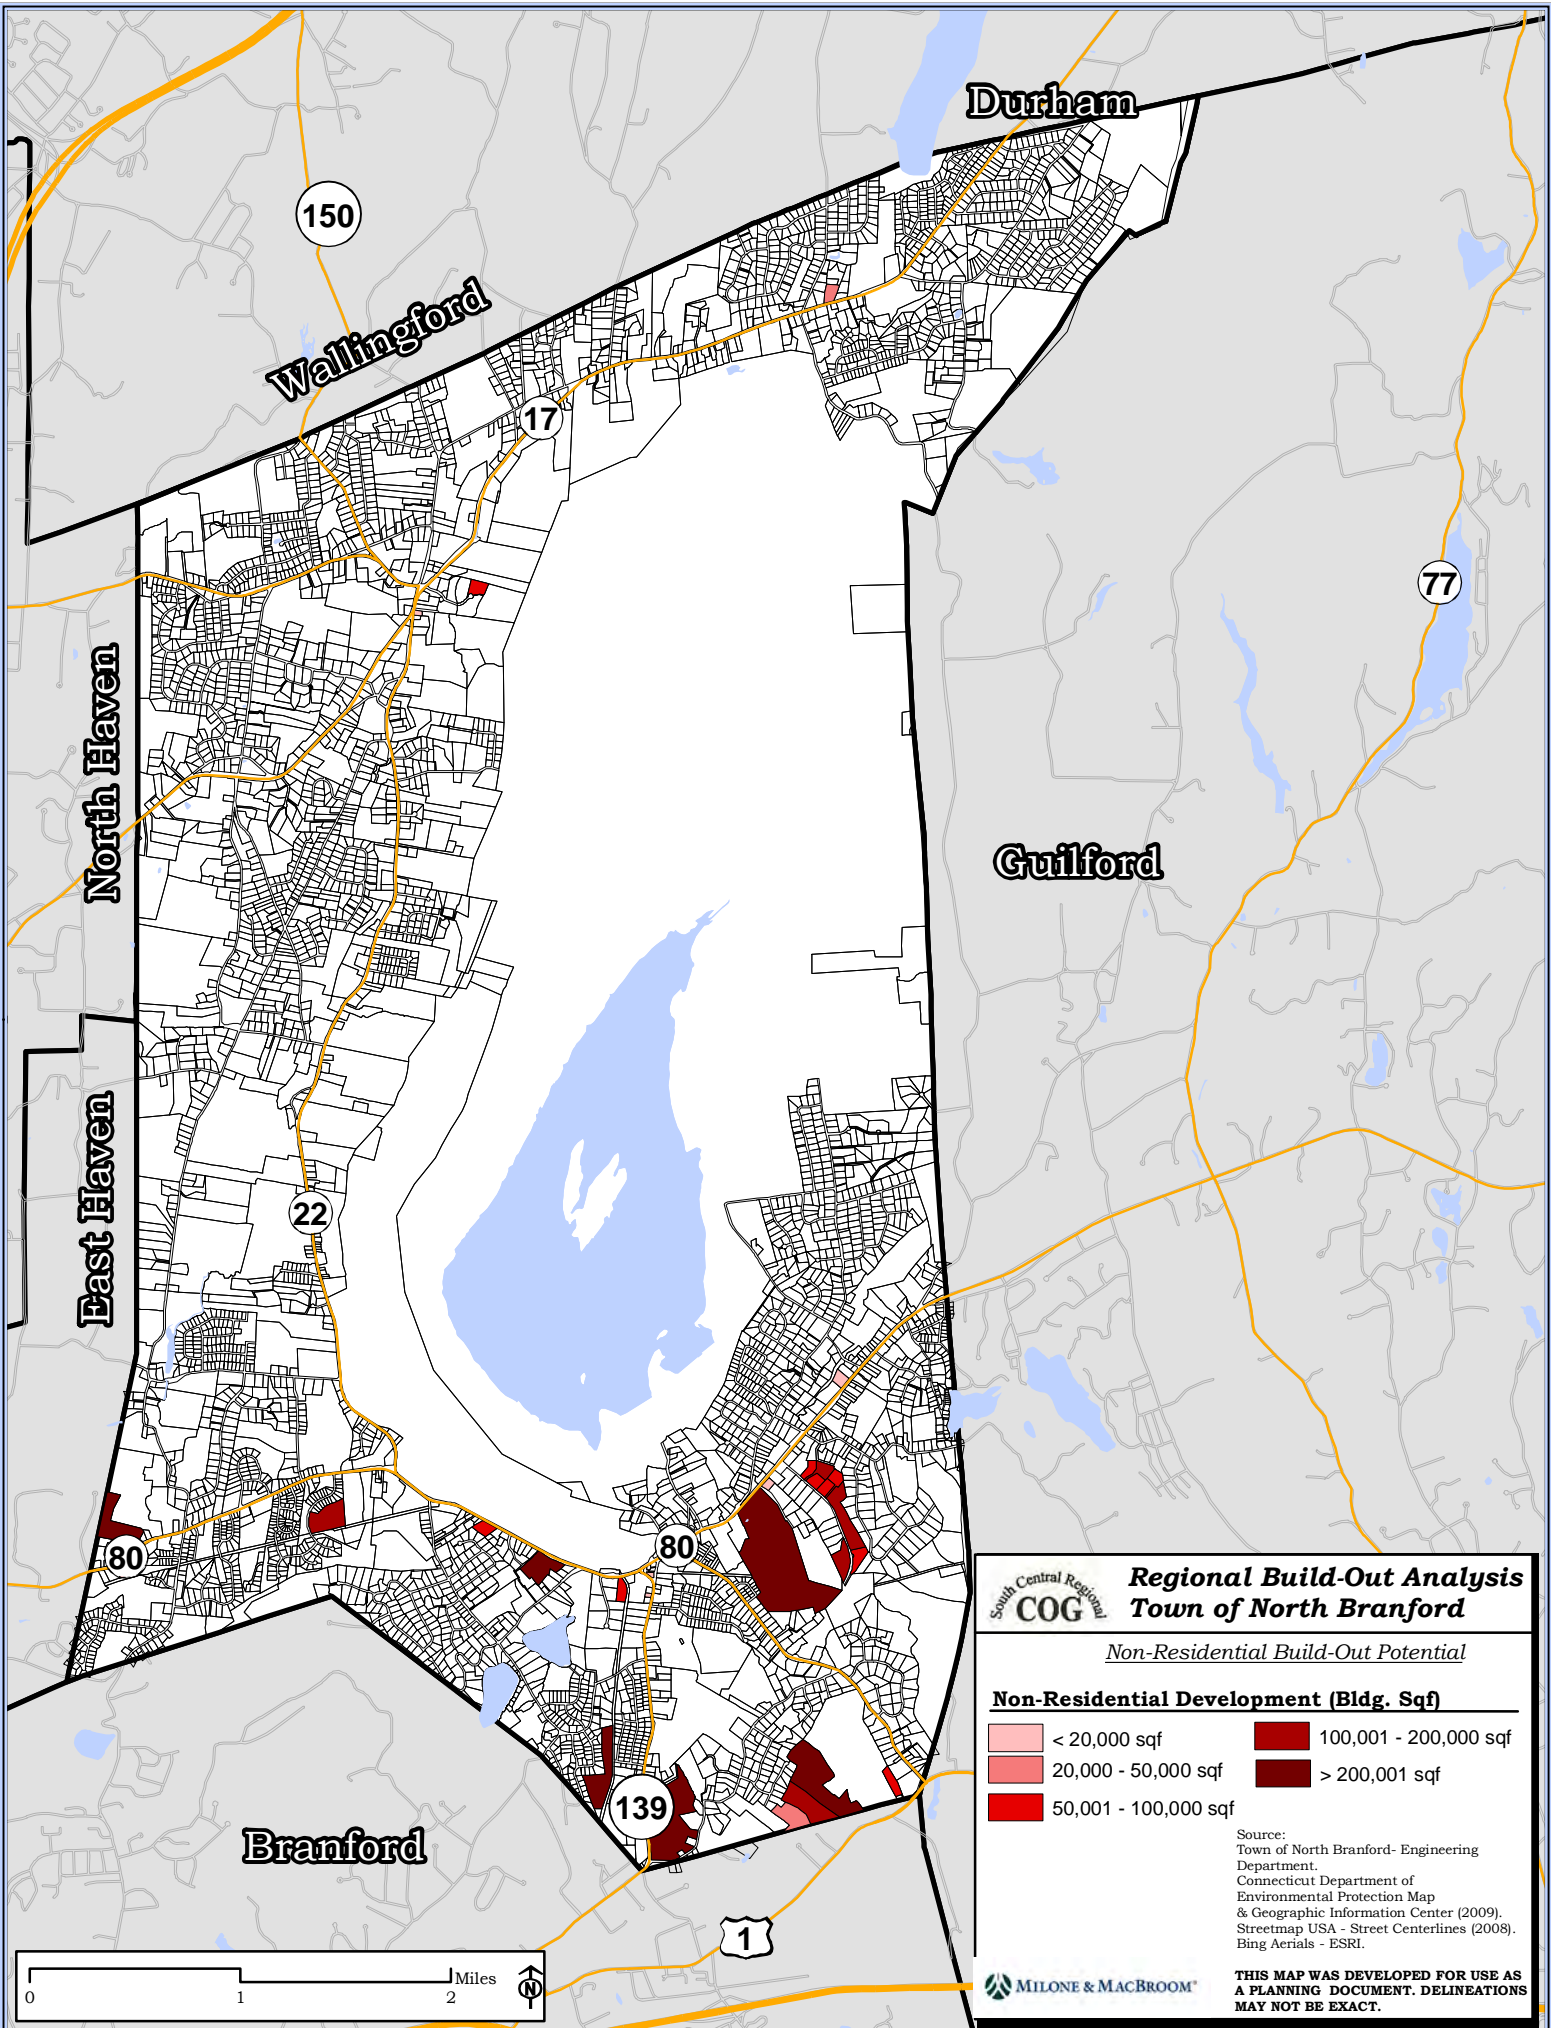 Durham
150
Wallingford
17
77
North Haven
Guilford
East Haven
22
80
80
139
Branford
1
South Central Regional
COG
Regional Build-Out Analysis
Town of North Branford
Non-Residential Build-Out Potential
Non-Residential Development (Bldg. Sqf)
< 20,000 sqf
20,000 - 50,000 sqf
50,001 - 100,000 sqf
100,001 - 200,000 sqf
> 200,001 sqf
Source:
Town of North Branford- Engineering
Department.
Connecticut Department of
Environmental Protection Map
& Geographic Information Center (2009).
Streetmap USA - Street Centerlines (2008).
Bing Aerials - ESRI.
MILONE & MACBROOM®
THIS MAP WAS DEVELOPED FOR USE AS
A PLANNING DOCUMENT. DELINEATIONS
MAY NOT BE EXACT.
Miles
0 1 2
N